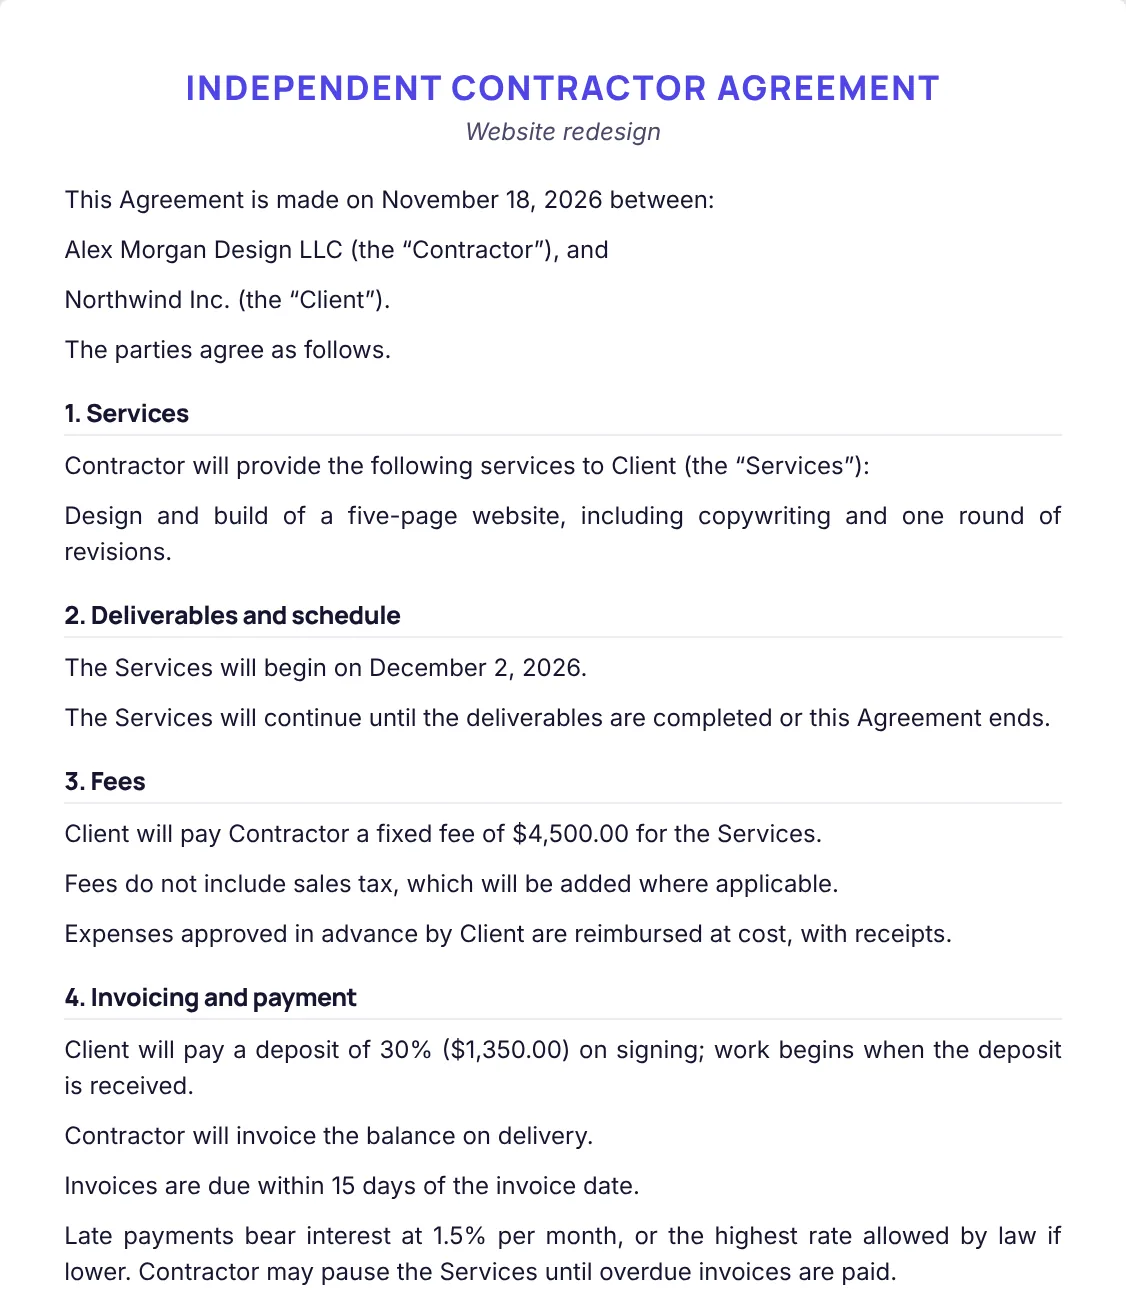 INDEPENDENT CONTRACTOR AGREEMENT
Website redesign
This Agreement is made on November 18, 2026 between:
Alex Morgan Design LLC (the “Contractor”), and
Northwind Inc. (the “Client”).
The parties agree as follows.
1. Services
Contractor will provide the following services to Client (the “Services”):
Design and build of a five-page website, including copywriting and one round of
revisions.
2. Deliverables and schedule
The Services will begin on December 2, 2026.
The Services will continue until the deliverables are completed or this Agreement ends.
3. Fees
Client will pay Contractor a fixed fee of $4,500.00 for the Services.
Fees do not include sales tax, which will be added where applicable.
Expenses approved in advance by Client are reimbursed at cost, with receipts.
4. Invoicing and payment
Client will pay a deposit of 30% ($1,350.00) on signing; work begins when the deposit
is received.
Contractor will invoice the balance on delivery.
Invoices are due within 15 days of the invoice date.
Late payments bear interest at 1.5% per month, or the highest rate allowed by law if
lower. Contractor may pause the Services until overdue invoices are paid.